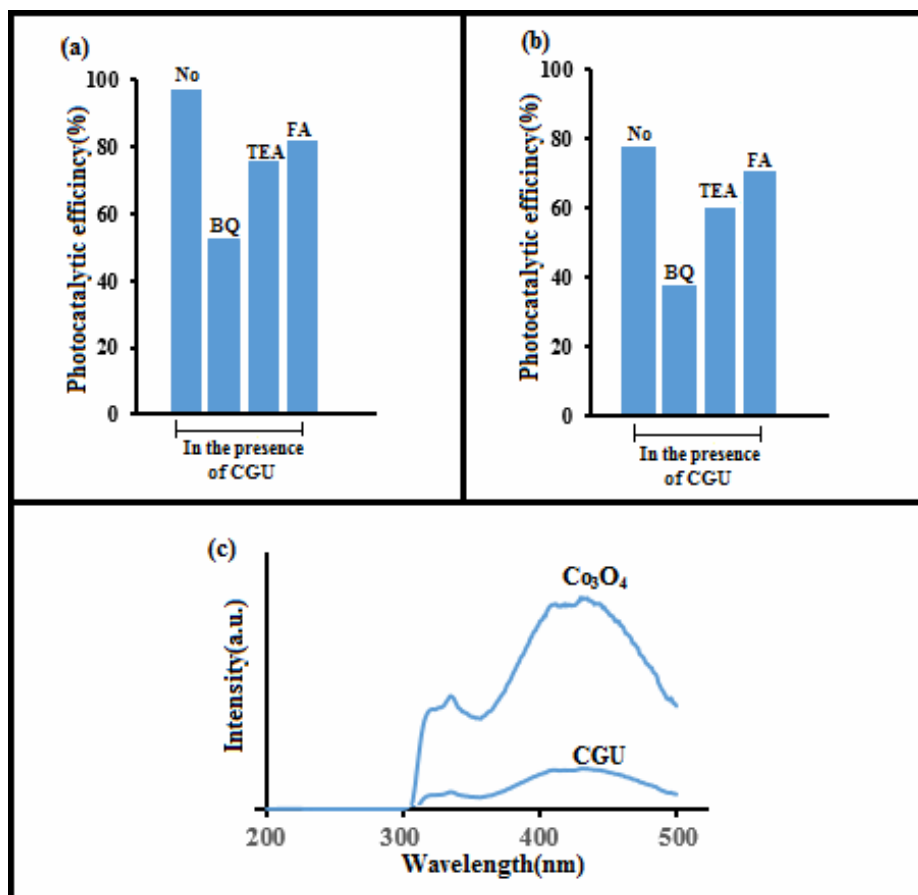 (a)
Photocatalytic efficincy(%)
100
80
60
40
20
0
No
BQ
TEA
FA
In the presence
of CGU
(b)
Photocatalytic efficincy(%)
100
80
60
40
20
0
No
BQ
TEA
FA
In the presence
of CGU
(c)
Intensity(a.u.)
Co₃O₄
CGU
200 300 400 500
Wavelength(nm)